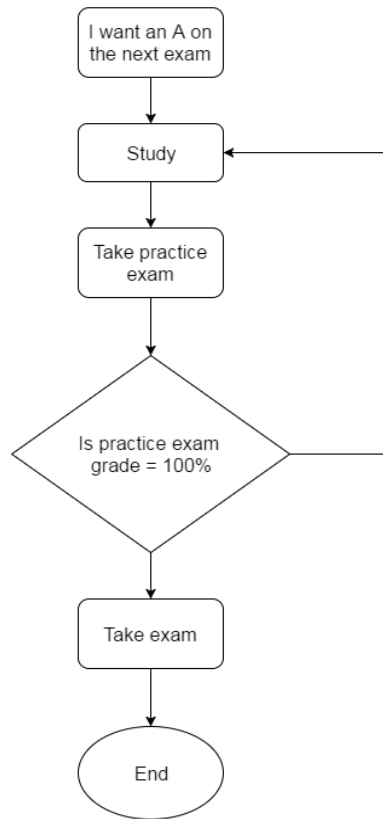 I want an A on
the next exam
Study
Take practice
exam
Is practice exam
grade = 100%
Take exam
End